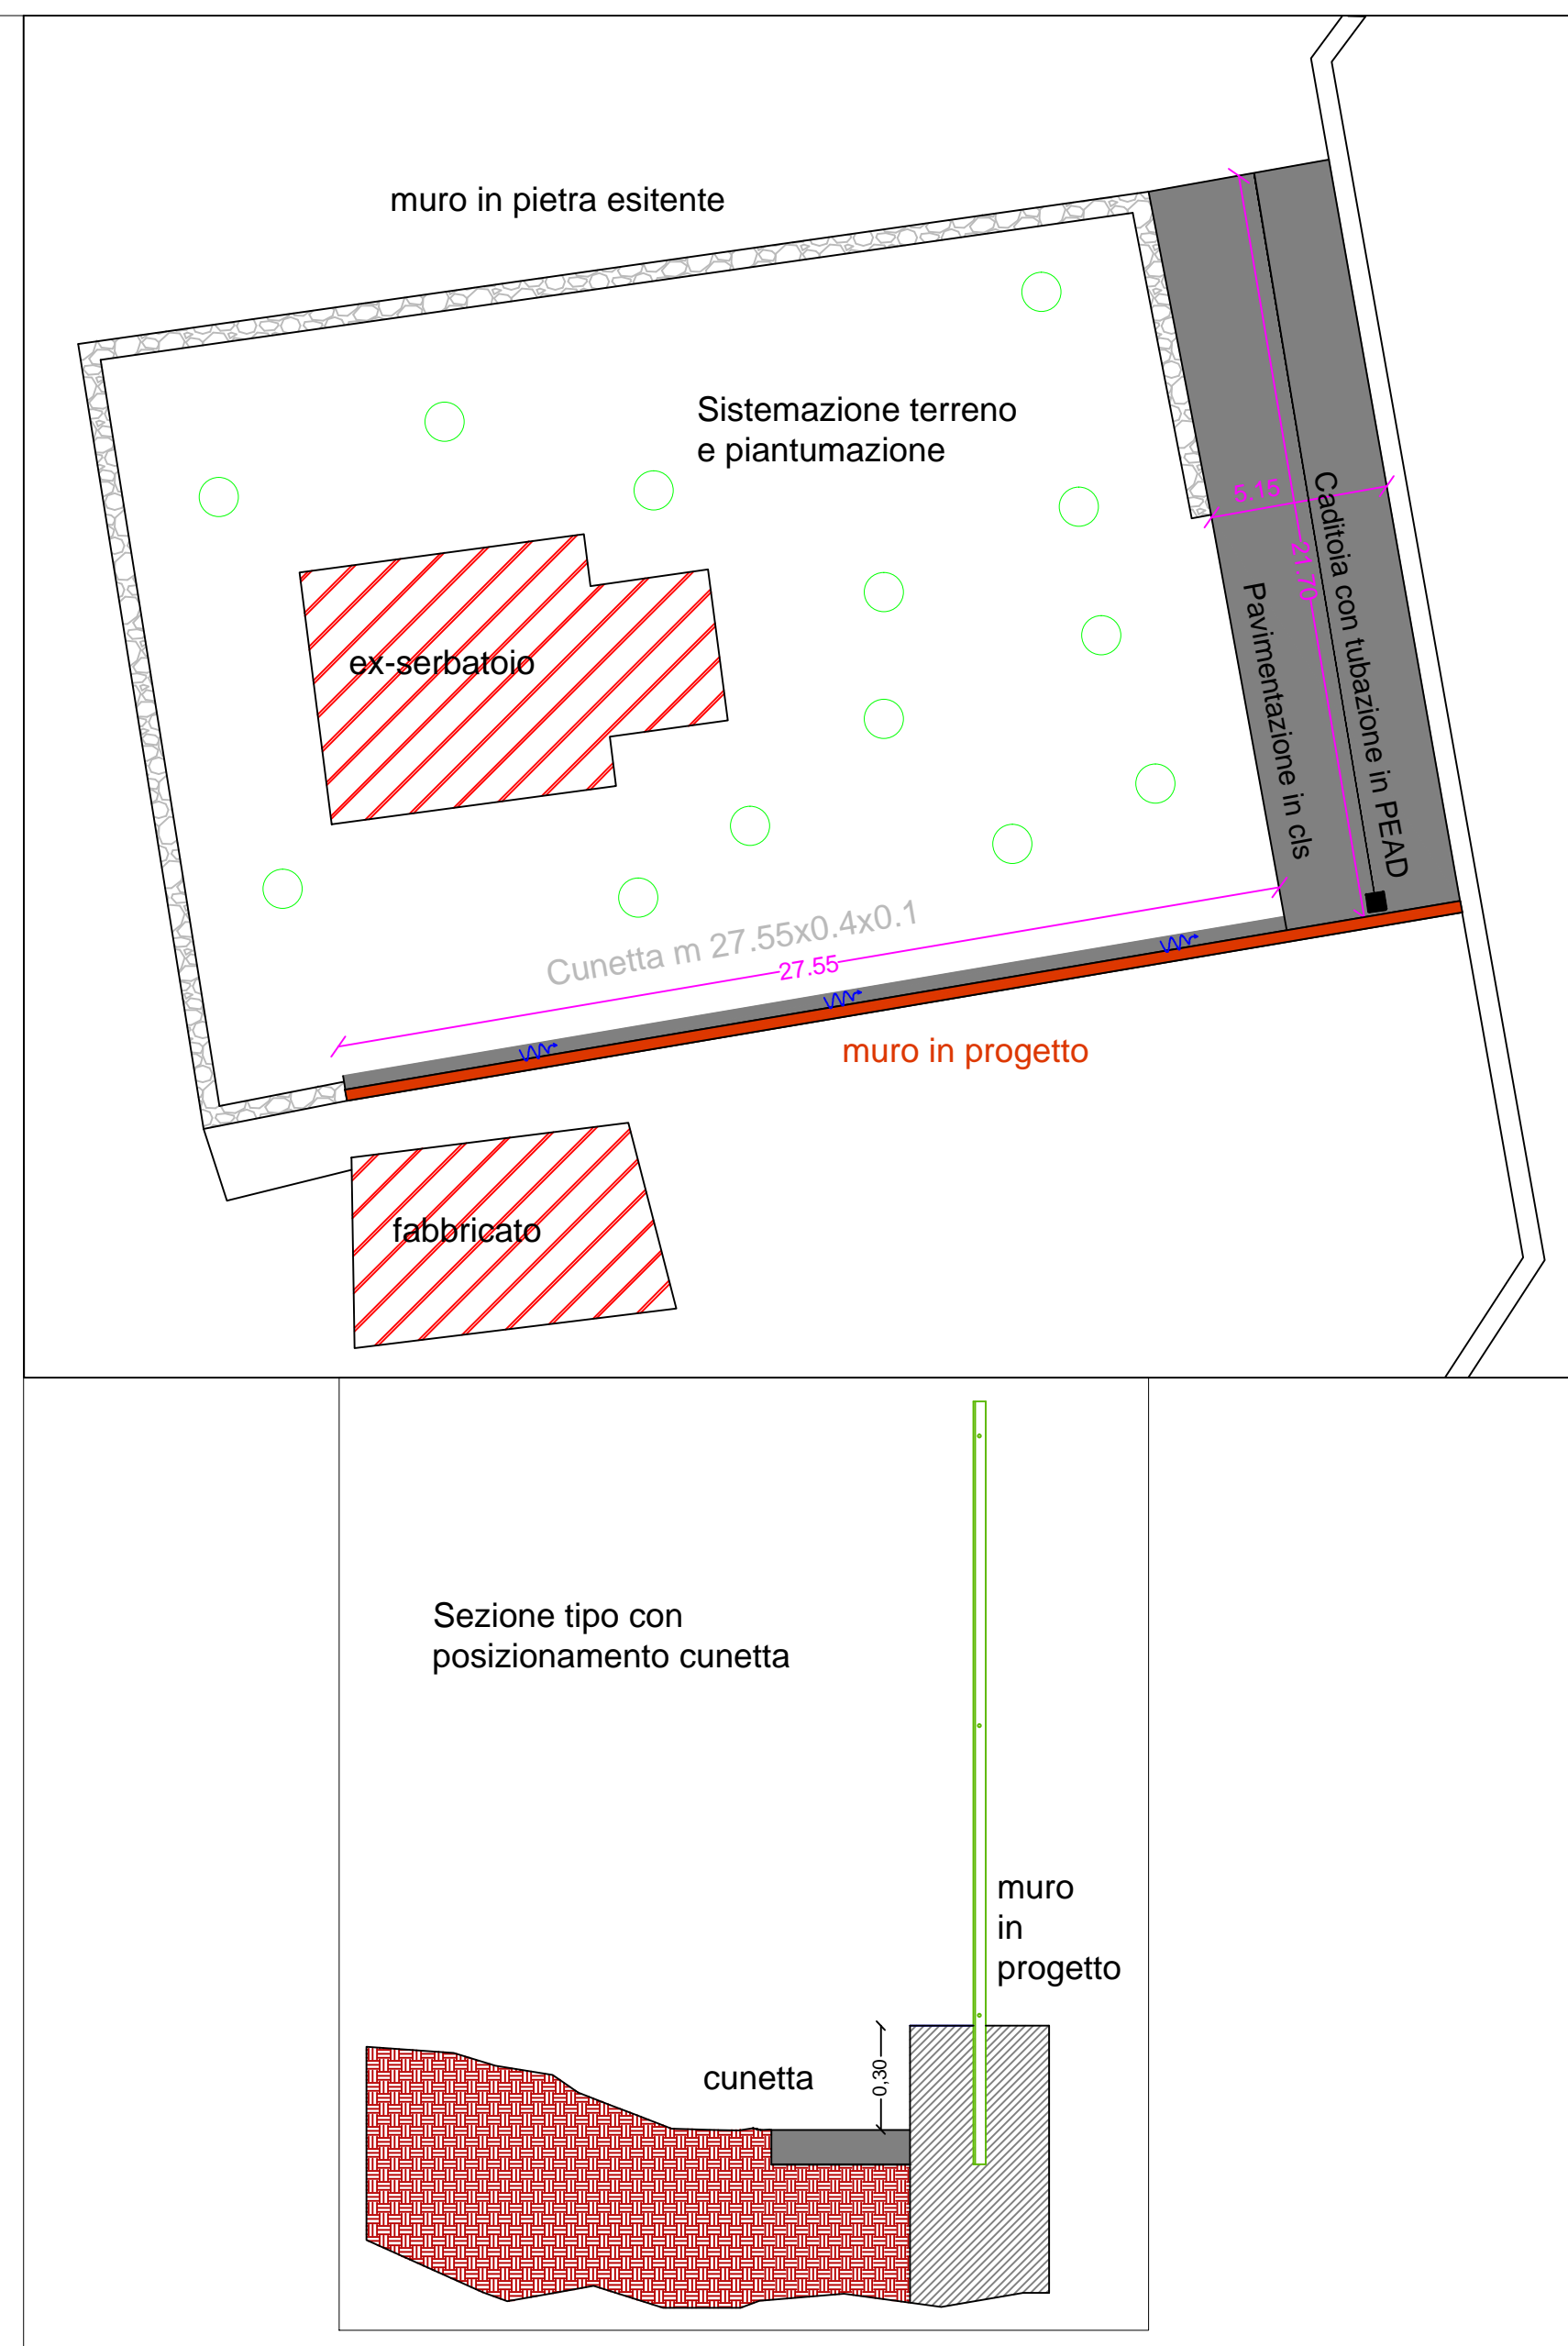 muro in pietra esitente
Sistemazione terreno
e piantumazione
5.15
21.70
Caditoia con tubazione in PEAD
Pavimentazione in cls
ex-serbatoio
Cunetta m 27.55x0.4x0.1
27.55
muro in progetto
fabbricato
Sezione tipo con
posizionamento cunetta
muro
in
progetto
cunetta
0,30